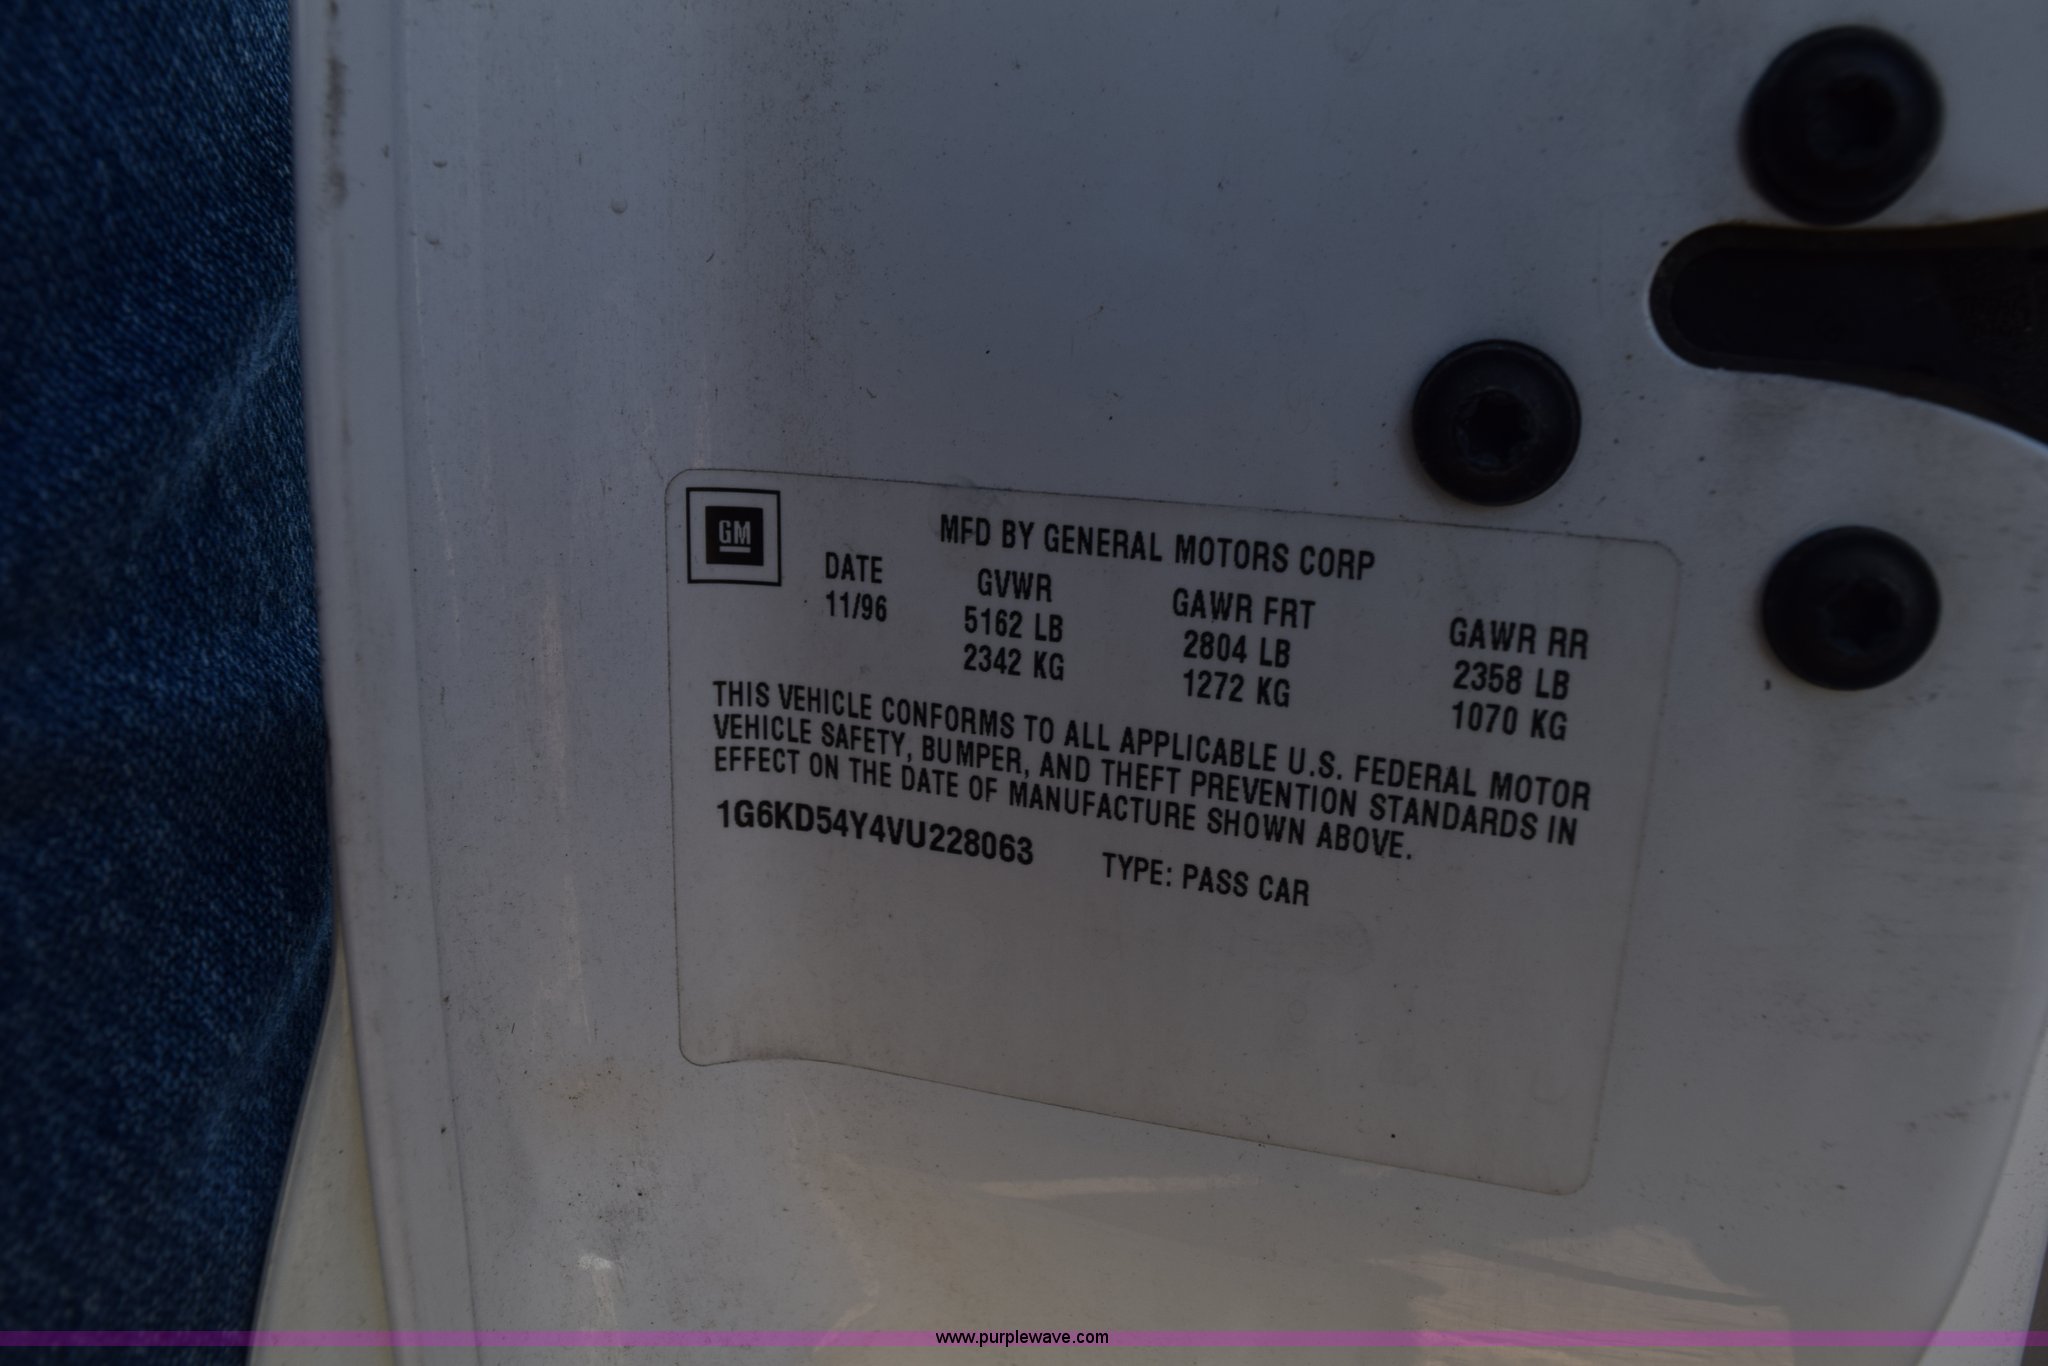 GM
MFD BY GENERAL MOTORS CORP
DATE GVWR GAWR FRT GAWR RR
11/96 5162 LB 2804 LB 2358 LB
2342 KG 1272 KG 1070 KG
THIS VEHICLE CONFORMS TO ALL APPLICABLE U.S. FEDERAL MOTOR
VEHICLE SAFETY, BUMPER, AND THEFT PREVENTION STANDARDS IN
EFFECT ON THE DATE OF MANUFACTURE SHOWN ABOVE.
1G6KD54Y4VU228063 TYPE: PASS CAR
www.purplewave.com